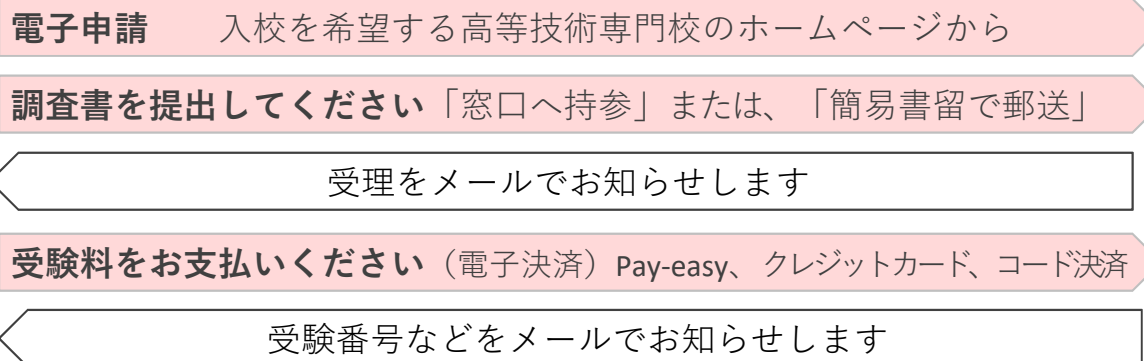 電子申請　　入校を希望する高等技術専門校のホームページから
調査書を提出してください「窓口へ持参」または、「簡易書留で郵送」
受理をメールでお知らせします
受験料をお支払いください（電子決済）Pay-easy、クレジットカード、コード決済
受験番号などをメールでお知らせします